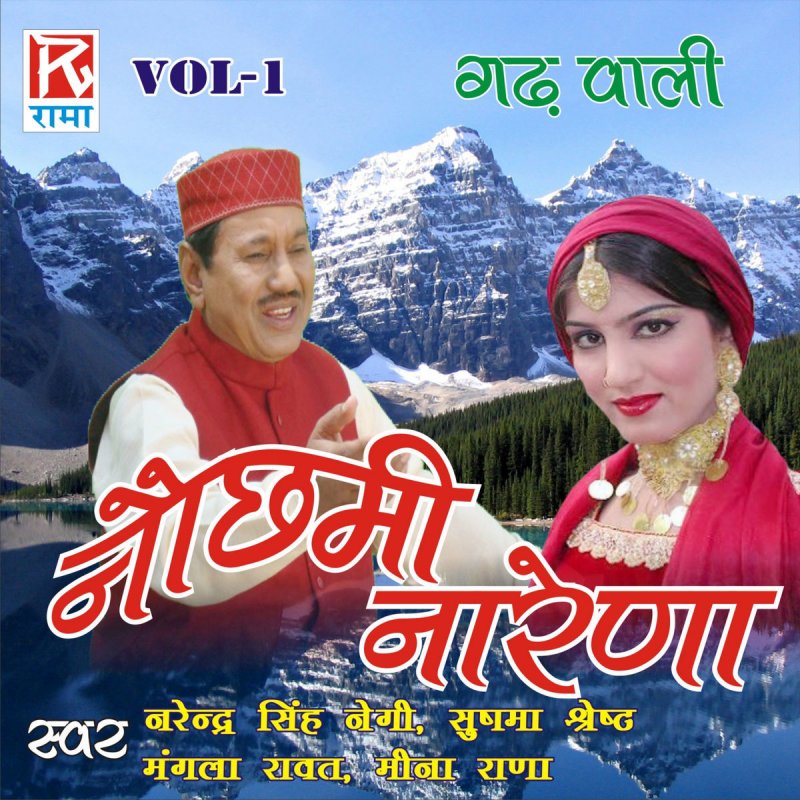 R
रामा
VOL-1
गढ़ वाली
नौछमी
नारेणा
स्वर
नरेन्द्र सिंह नेगी, सुषमा श्रेष्ठ
मंगला रावत, मीना राणा